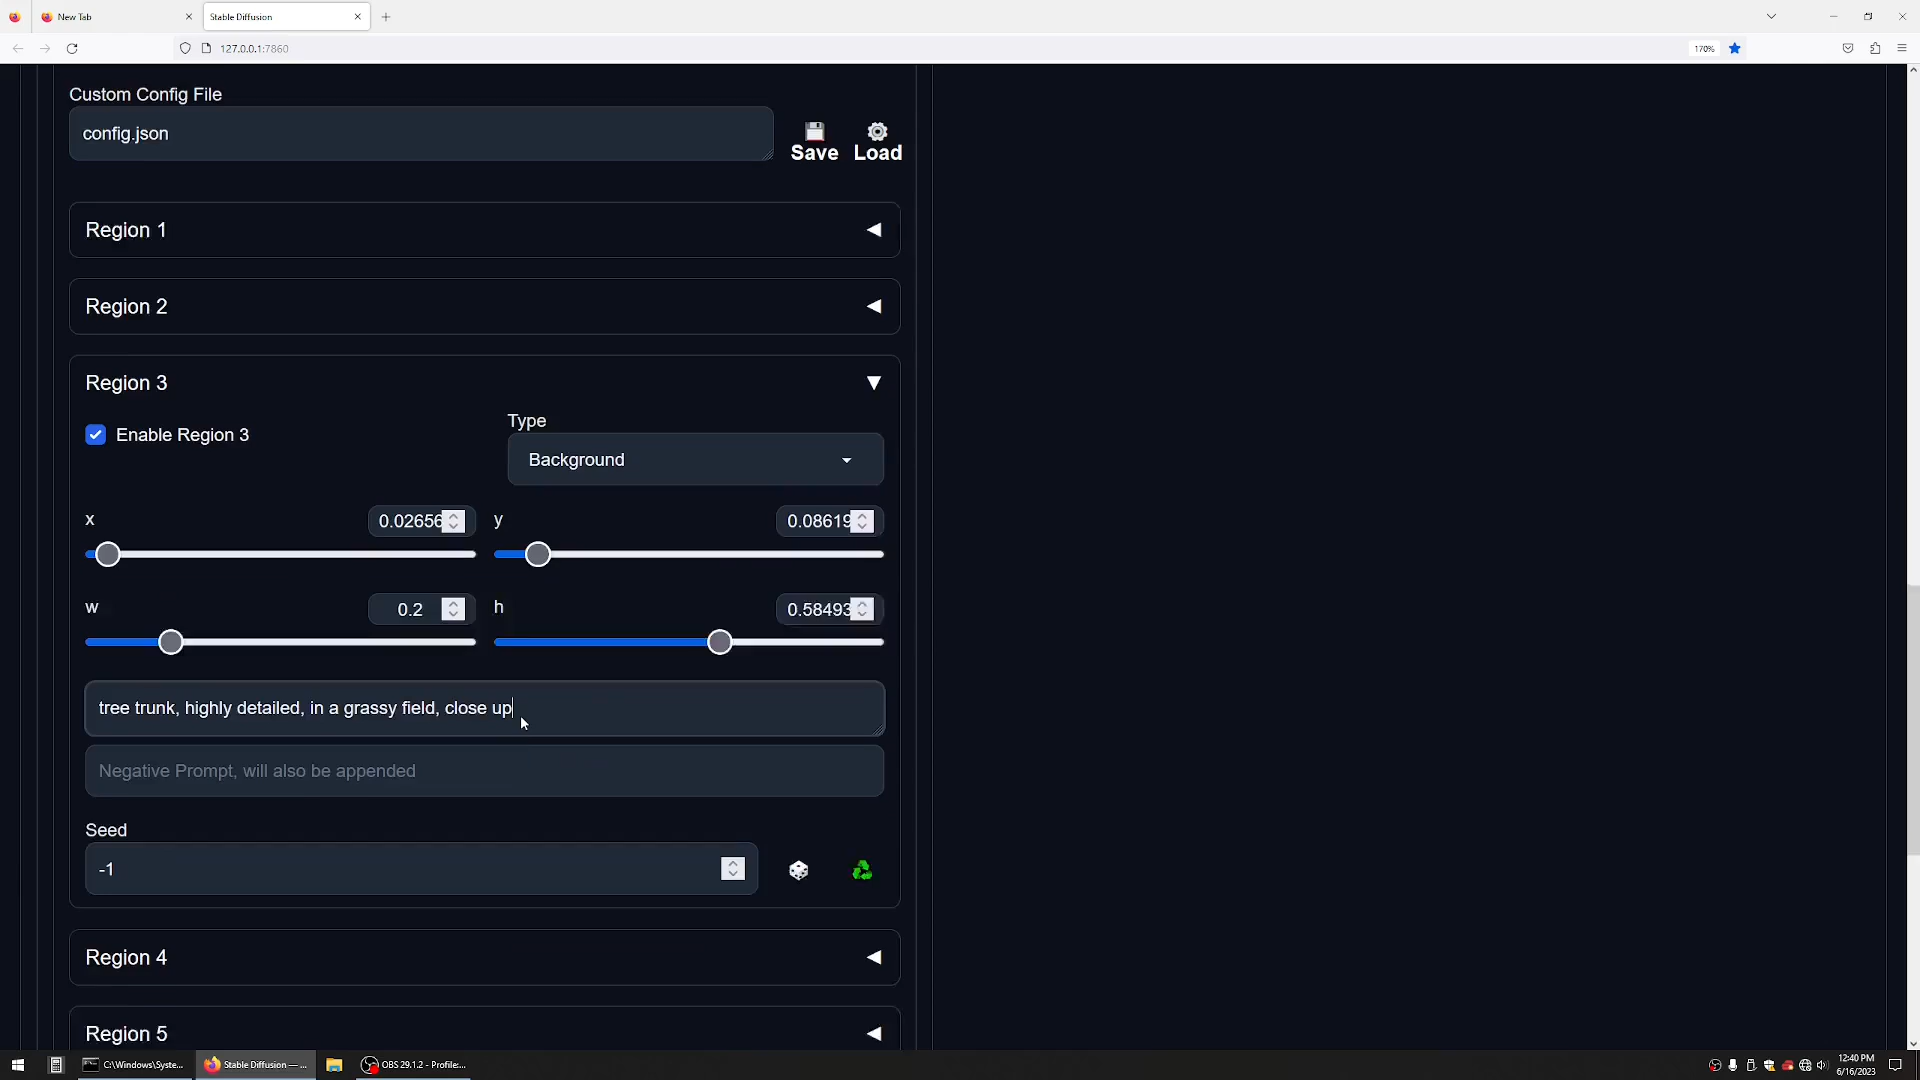 New Tab
Stable Diffusion
127.0.0.1:7860
170%
Custom Config File
config.json
Save
Load
Region 1
Region 2
Region 3
Enable Region 3
Type
Background
x
0.02656
y
0.08619
w
0.2
h
0.58493
tree trunk, highly detailed, in a grassy field, close up
Negative Prompt, will also be appended
Seed
-1
Region 4
Region 5
C:\Windows\Syste...
Stable Diffusion — ...
OBS 29.1.2 - Profile:...
12:40 PM
6/16/2023